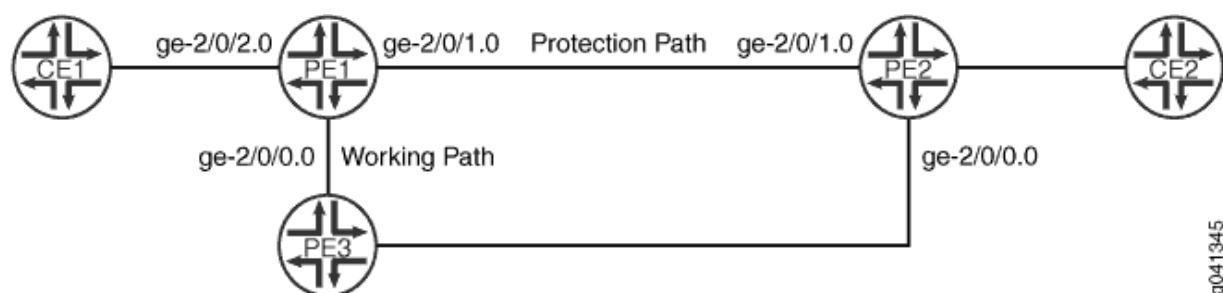 ge-2/0/2.0 ge-2/0/1.0 Protection Path ge-2/0/1.0
CE1 PE1 PE2 CE2
ge-2/0/0.0 Working Path ge-2/0/0.0
PE3
g041345